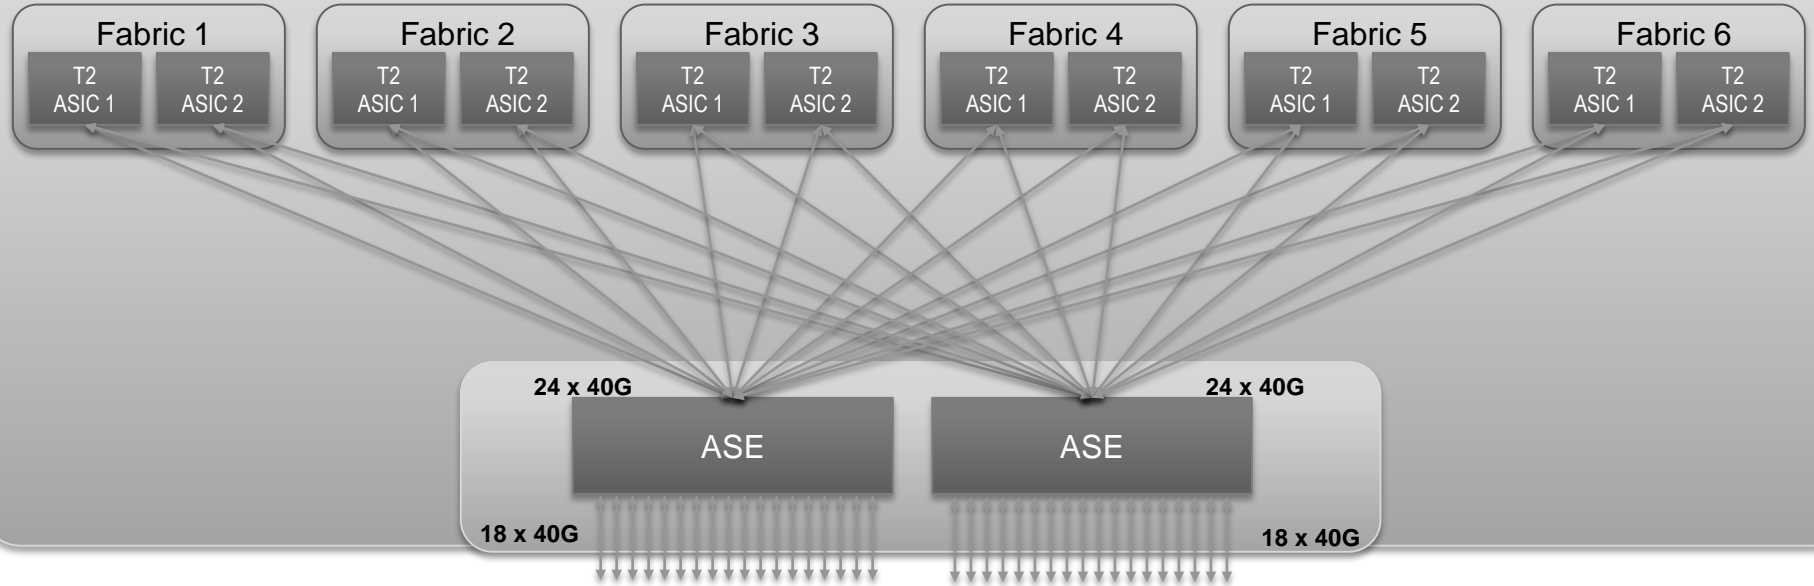 Fabric 1
T2
ASIC 1
T2
ASIC 2
Fabric 2
T2
ASIC 1
T2
ASIC 2
Fabric 3
T2
ASIC 1
T2
ASIC 2
Fabric 4
T2
ASIC 1
T2
ASIC 2
Fabric 5
T2
ASIC 1
T2
ASIC 2
Fabric 6
T2
ASIC 1
T2
ASIC 2
24 x 40G
24 x 40G
ASE
ASE
18 x 40G
18 x 40G